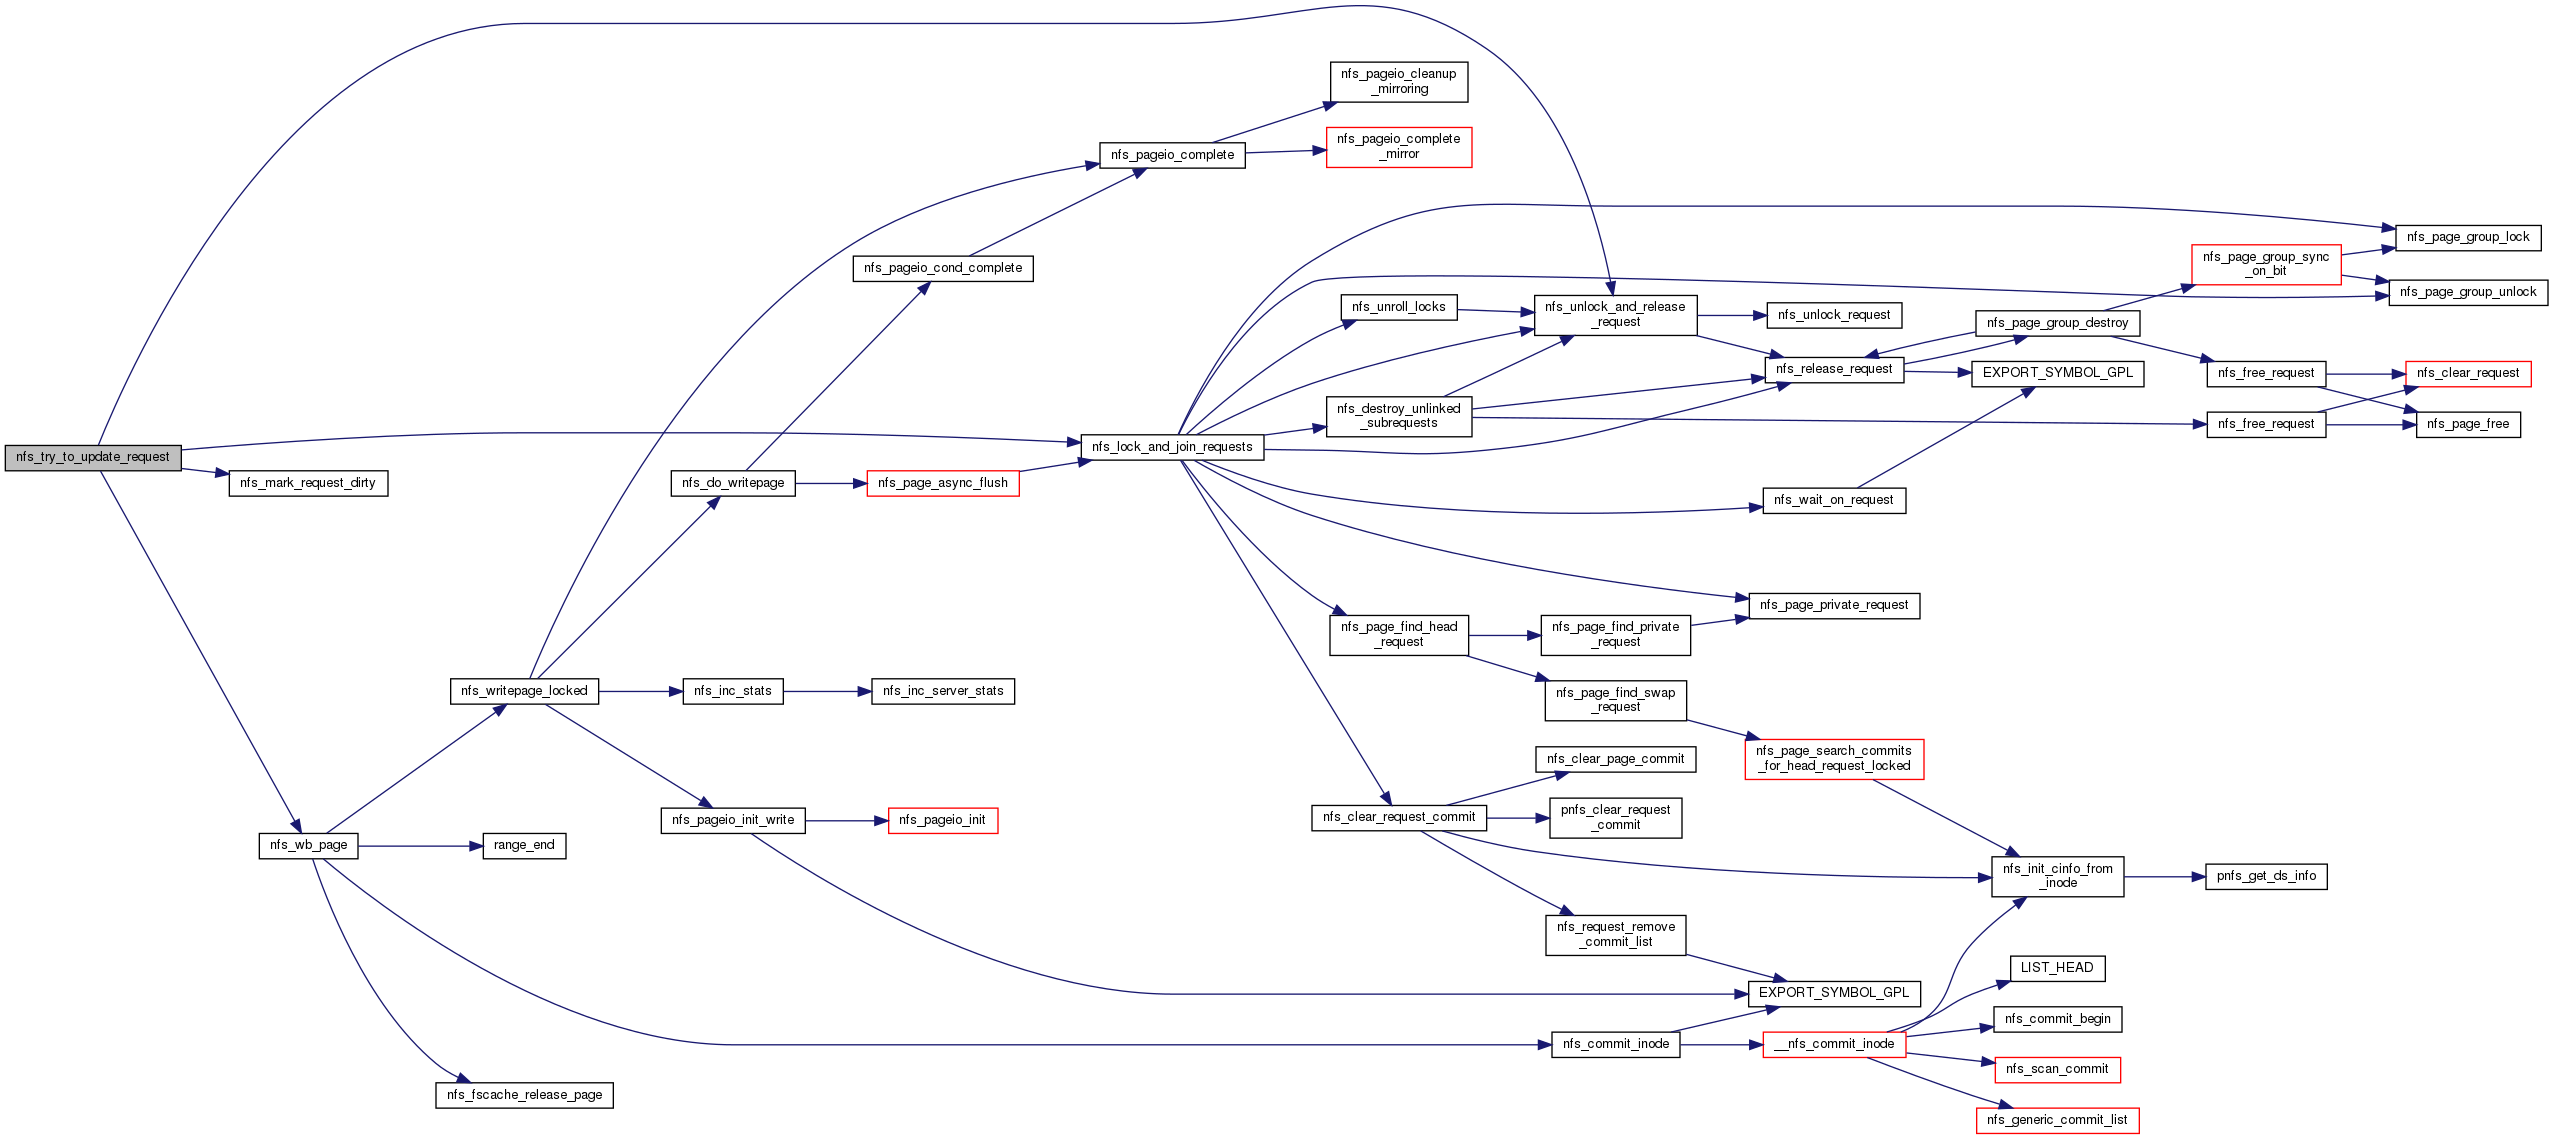 nfs_pageio_cleanup
_mirroring
nfs_pageio_complete
_mirror
nfs_pageio_complete
nfs_page_group_lock
nfs_page_group_sync
_on_bit
nfs_pageio_cond_complete
nfs_page_group_unlock
nfs_unroll_locks
nfs_unlock_and_release
_request
nfs_unlock_request
nfs_page_group_destroy
nfs_release_request
EXPORT_SYMBOL_GPL
nfs_free_request
nfs_clear_request
nfs_destroy_unlinked
_subrequests
nfs_free_request
nfs_page_free
nfs_try_to_update_request
nfs_lock_and_join_requests
nfs_mark_request_dirty
nfs_do_writepage
nfs_page_async_flush
nfs_wait_on_request
nfs_page_private_request
nfs_page_find_head
_request
nfs_page_find_private
_request
nfs_writepage_locked
nfs_inc_stats
nfs_inc_server_stats
nfs_page_find_swap
_request
nfs_page_search_commits
_for_head_request_locked
nfs_clear_page_commit
nfs_pageio_init_write
nfs_pageio_init
nfs_clear_request_commit
pnfs_clear_request
_commit
nfs_wb_page
range_end
nfs_init_cinfo_from
_inode
pnfs_get_ds_info
nfs_request_remove
_commit_list
LIST_HEAD
EXPORT_SYMBOL_GPL
nfs_commit_begin
nfs_commit_inode
__nfs_commit_inode
nfs_scan_commit
nfs_fscache_release_page
nfs_generic_commit_list